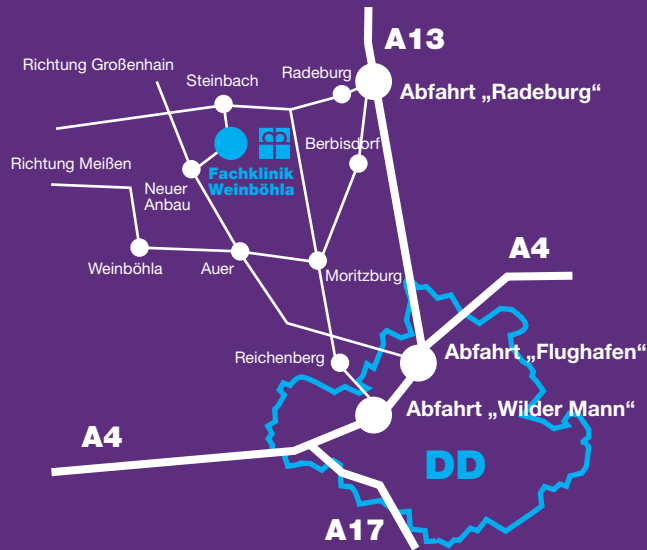 A13
Richtung Großenhain
Steinbach
Radeburg
Abfahrt „Radeburg“
Berbisdorf
Richtung Meißen
Fachklinik
Weinböhla
Neuer
Anbau
A4
Weinböhla
Auer
Moritzburg
Reichenberg
Abfahrt „Flughafen“
Abfahrt „Wilder Mann“
A4
DD
A17